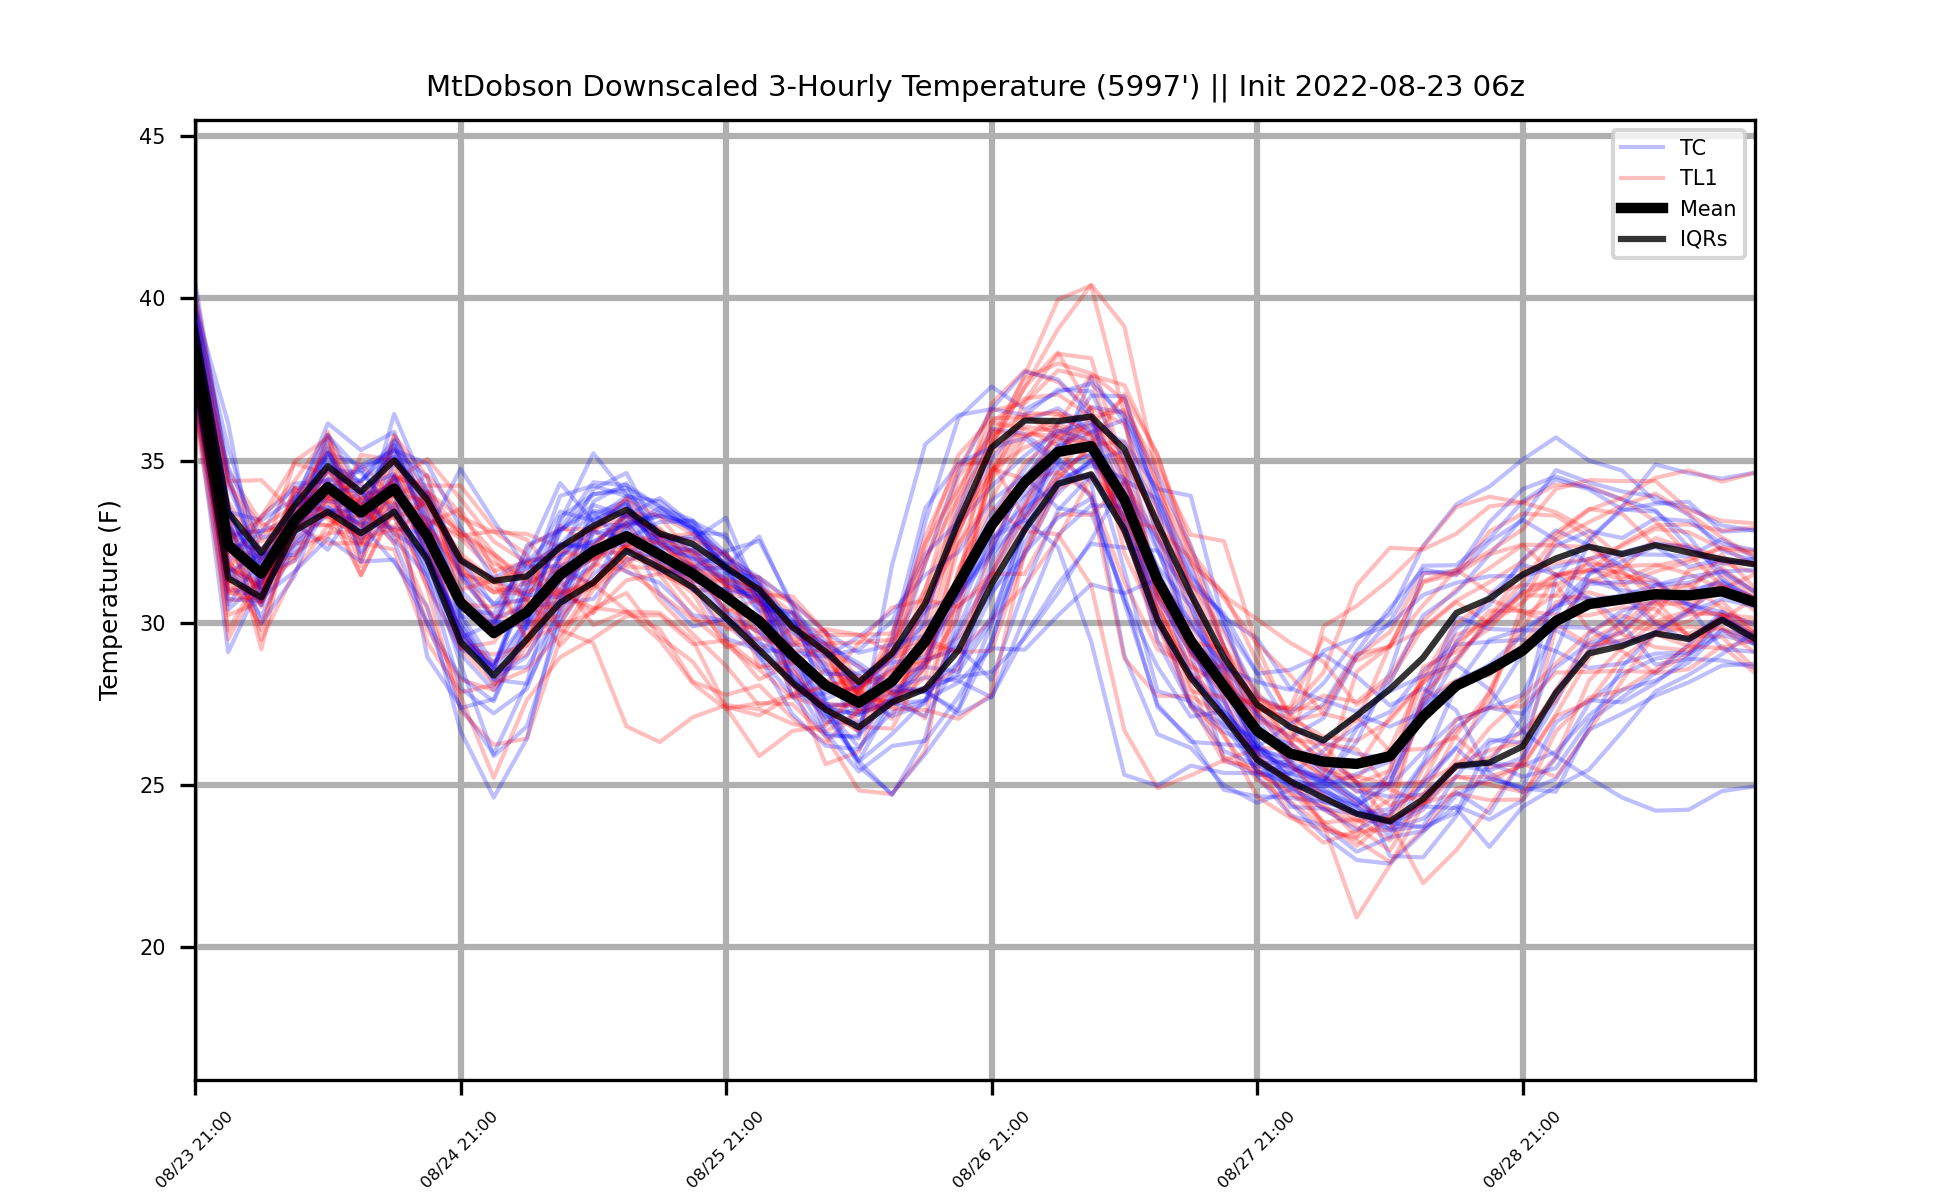 MtDobson Downscaled 3-Hourly Temperature (5997') || Init 2022-08-23 06z
TC
TL1
Mean
IQRs
Temperature (F)
45
40
35
30
25
20
08/23 21:00
08/24 21:00
08/25 21:00
08/26 21:00
08/27 21:00
08/28 21:00